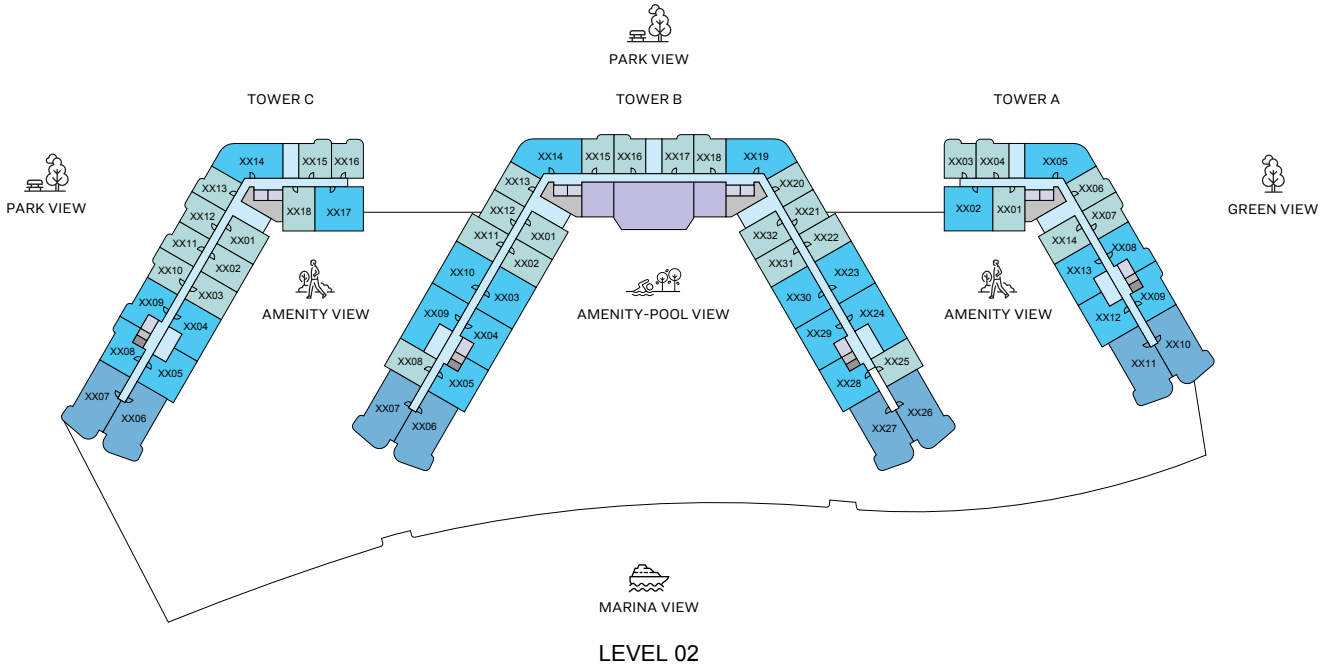 PARK VIEW
TOWER C
TOWER B
TOWER A
PARK VIEW
GREEN VIEW
XX14
XX15
XX16
XX13
XX12
XX11
XX10
XX09
XX08
XX07
XX06
XX05
XX04
XX03
XX02
XX01
XX18
XX17
AMENITY VIEW
XX14
XX15
XX16
XX17
XX18
XX19
XX13
XX12
XX11
XX10
XX09
XX08
XX07
XX06
XX05
XX04
XX03
XX02
XX01
XX20
XX21
XX22
XX23
XX24
XX25
XX26
XX27
XX28
XX29
XX30
XX31
XX32
AMENITY-POOL VIEW
XX03
XX04
XX05
XX02
XX01
XX06
XX07
XX08
XX09
XX10
XX11
XX12
XX13
XX14
AMENITY VIEW
MARINA VIEW
LEVEL 02